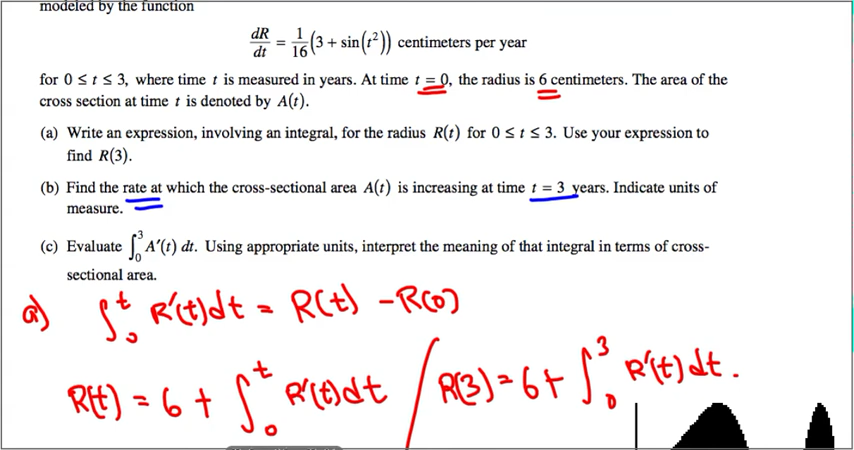 modeled by the function
dR/dt = 1/16 (3 + sin(t²)) centimeters per year
for 0 ≤ t ≤ 3, where time t is measured in years. At time t = 0, the radius is 6 centimeters. The area of the
cross section at time t is denoted by A(t).
(a) Write an expression, involving an integral, for the radius R(t) for 0 ≤ t ≤ 3. Use your expression to
find R(3).
(b) Find the rate at which the cross-sectional area A(t) is increasing at time t = 3 years. Indicate units of
measure.
(c) Evaluate ∫₀³ A′(t) dt. Using appropriate units, interpret the meaning of that integral in terms of cross-
sectional area.
a) ∫₀ᵗ R'(t)dt = R(t) - R(0)
R(t) = 6 + ∫₀ᵗ R'(t)dt / R(3) = 6 + ∫₀³ R'(t)dt.